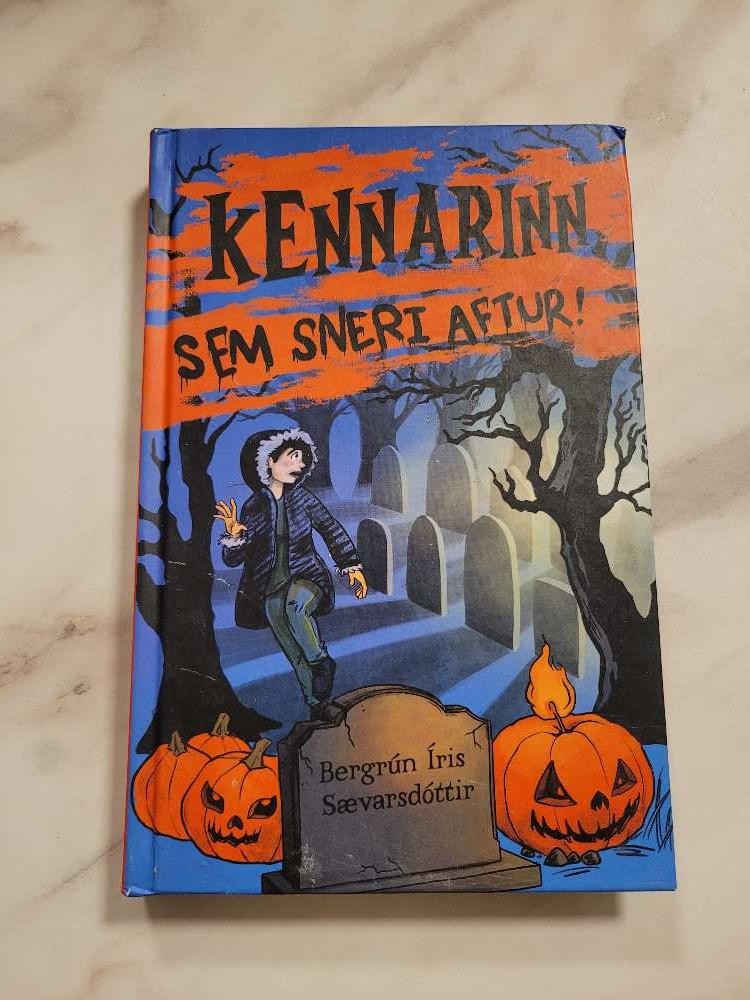 KENNARINN
SEM SNERI AFTUR!
Bergrún Íris
Sævarsdóttir